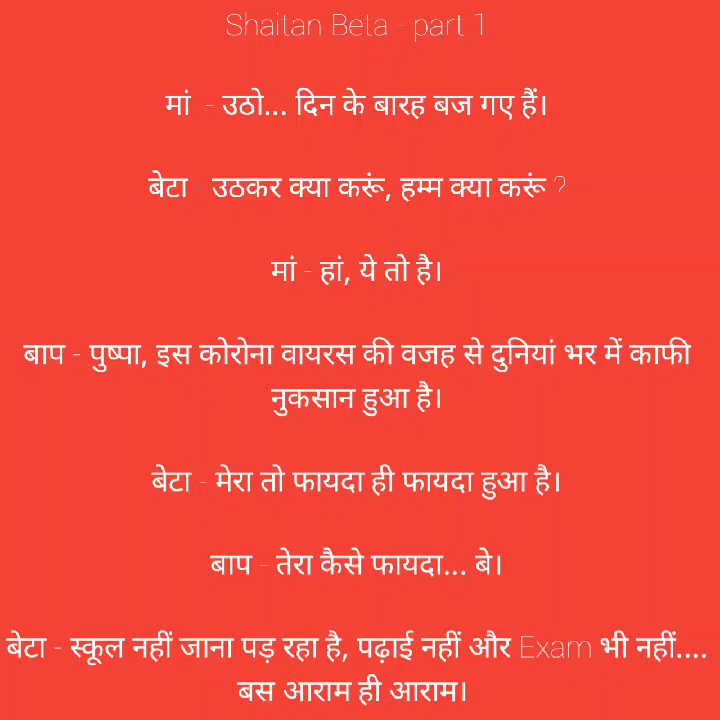 Shaitan Beta - part 1
मां - उठो... दिन के बारह बज गए हैं।
बेटा - उठकर क्या करूं, हम्म क्या करूं ?
मां - हां, ये तो है।
बाप - पुष्पा, इस कोरोना वायरस की वजह से दुनियां भर में काफी
नुकसान हुआ है।
बेटा - मेरा तो फायदा ही फायदा हुआ है।
बाप - तेरा कैसे फायदा... बे।
बेटा - स्कूल नहीं जाना पड़ रहा है, पढ़ाई नहीं और Exam भी नहीं....
बस आराम ही आराम।